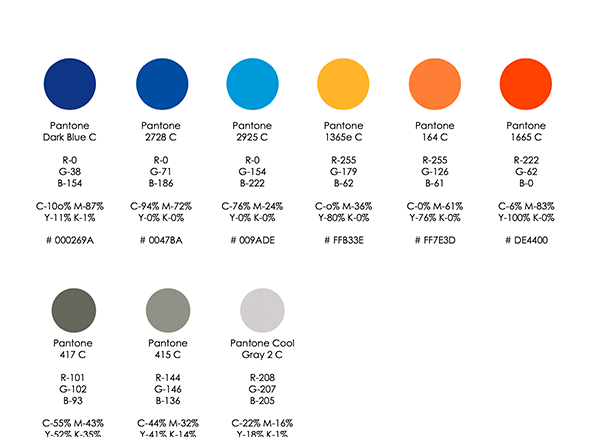 Pantone
Dark Blue C
R-0
G-38
B-154
C-10o% M-87%
Y-11% K-1%
# 000269A
Pantone
2728 C
R-0
G-71
B-186
C-94% M-72%
Y-0% K-0%
# 0047BA
Pantone
2925 C
R-0
G-154
B-222
C-76% M-24%
Y-0% K-0%
# 009ADE
Pantone
1365e C
R-255
G-179
B-62
C-o% M-36%
Y-80% K-0%
# FFB33E
Pantone
164 C
R-255
G-126
B-61
C-0% M-61%
Y-76% K-0%
# FF7E3D
Pantone
1665 C
R-222
G-62
B-0
C-6% M-83%
Y-100% K-0%
# DE4400
Pantone
417 C
R-101
G-102
B-93
C-55% M-43%
Y-52% K-35%
Pantone
415 C
R-144
G-146
B-136
C-44% M-32%
Y-41% K-14%
Pantone Cool
Gray 2 C
R-208
G-207
B-205
C-22% M-16%
Y-18% K-1%